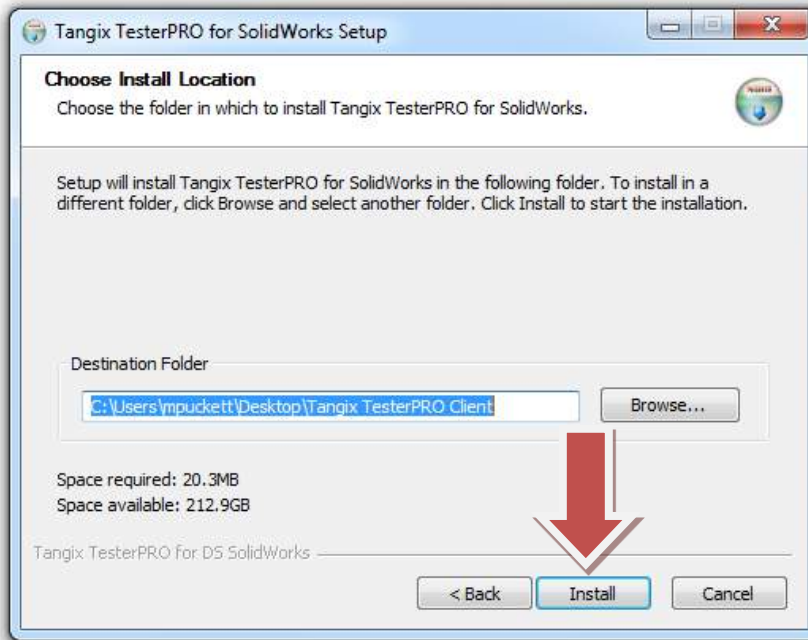 Tangix TesterPRO for SolidWorks Setup
Choose Install Location
Choose the folder in which to install Tangix TesterPRO for SolidWorks.
Setup will install Tangix TesterPRO for SolidWorks in the following folder. To install in a
different folder, click Browse and select another folder. Click Install to start the installation.
Destination Folder
C:\Users\mpuckett\Desktop\Tangix TesterPRO Client
Browse...
Space required: 20.3MB
Space available: 212.9GB
Tangix TesterPRO for DS SolidWorks
< Back Install Cancel